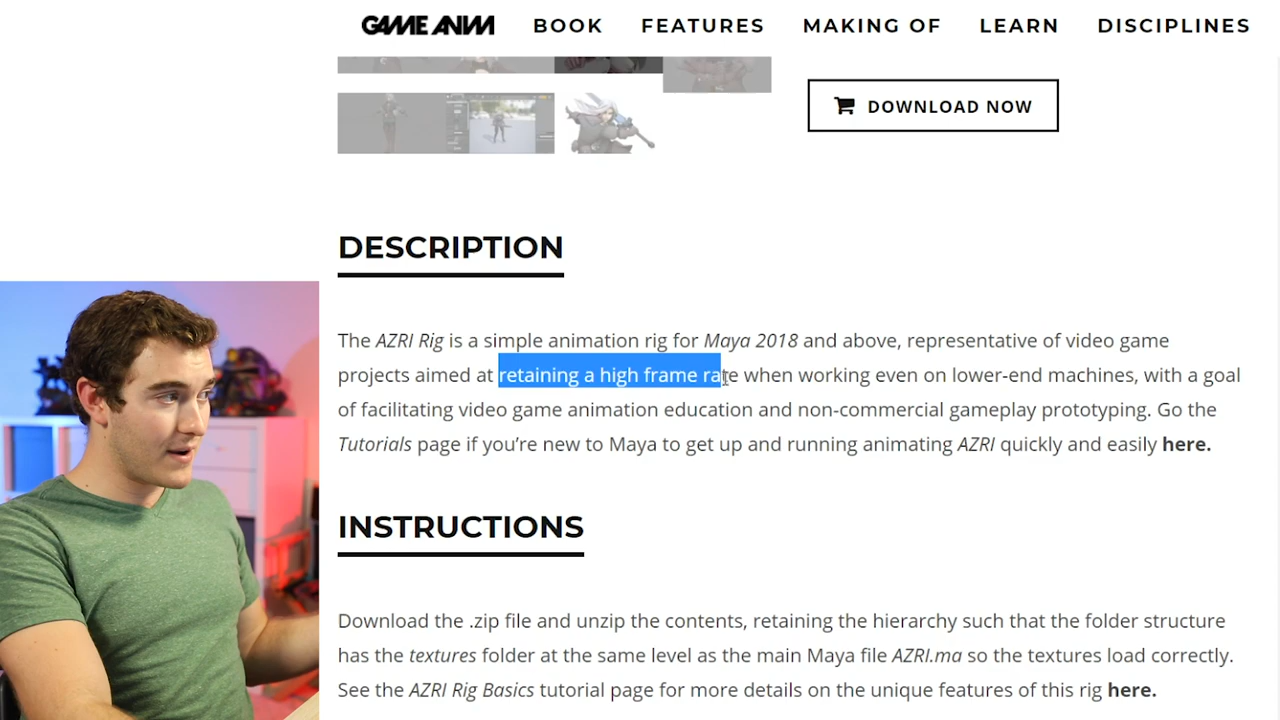 GAME ANIM BOOK FEATURES MAKING OF LEARN DISCIPLINES
DOWNLOAD NOW
DESCRIPTION
The AZRI Rig is a simple animation rig for Maya 2018 and above, representative of video game
projects aimed at retaining a high frame rate when working even on lower-end machines, with a goal
of facilitating video game animation education and non-commercial gameplay prototyping. Go the
Tutorials page if you’re new to Maya to get up and running animating AZRI quickly and easily here.
INSTRUCTIONS
Download the .zip file and unzip the contents, retaining the hierarchy such that the folder structure
has the textures folder at the same level as the main Maya file AZRI.ma so the textures load correctly.
See the AZRI Rig Basics tutorial page for more details on the unique features of this rig here.